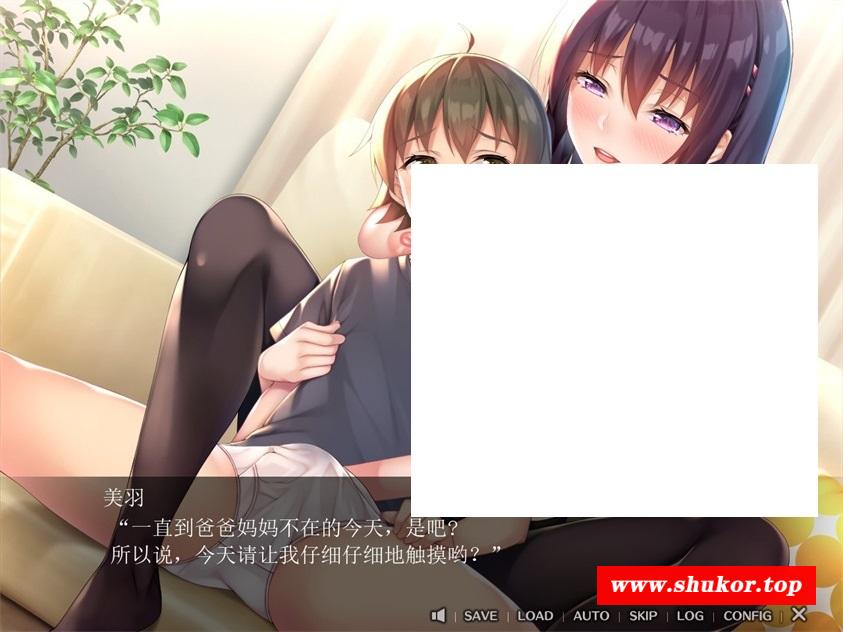 美羽
“一直到爸爸妈妈不在的今天，是吧?
所以说，今天请让我仔细仔细地触摸哟？”
www.shukor.top
SAVE | LOAD | AUTO | SKIP | LOG | CONFIG |